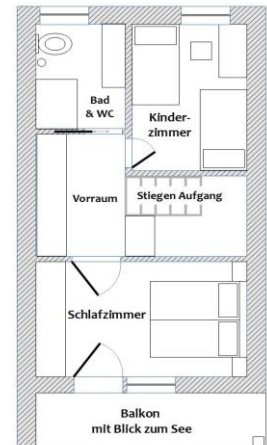 Bad
& WC
Kinder-
zimmer
Vorraum
Stiegen Aufgang
Schlafzimmer
Balkon
mit Blick zum See